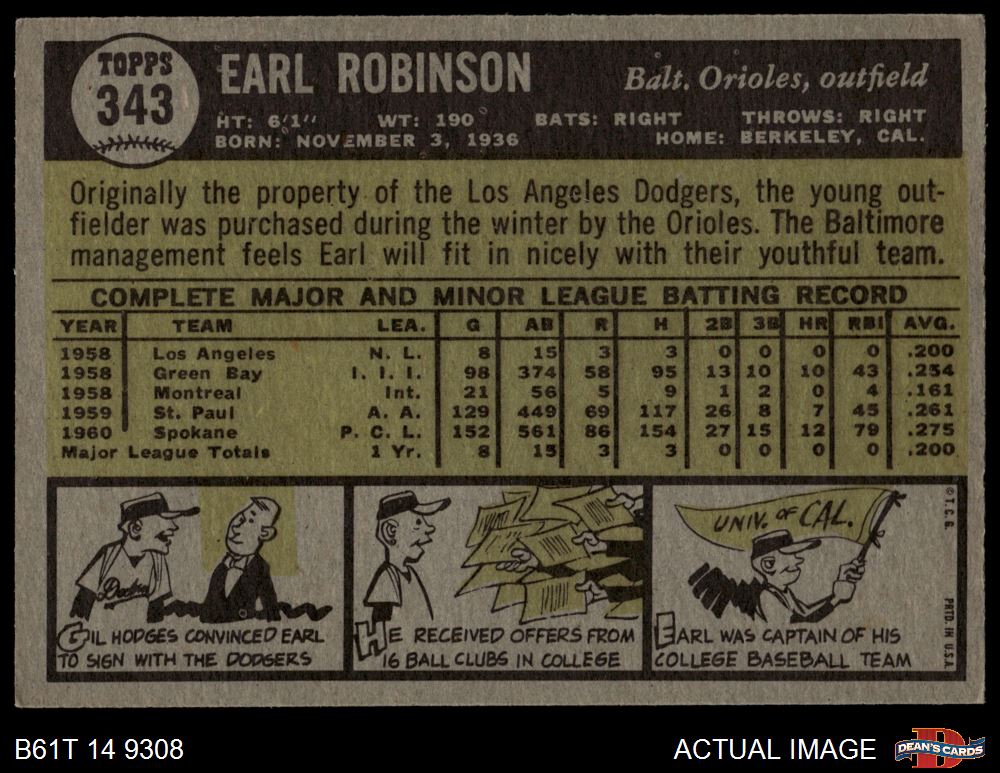 TOPPS
343
EARL ROBINSON
Balt. Orioles, outfield
HT: 6'1" WT: 190 BATS: RIGHT THROWS: RIGHT
BORN: NOVEMBER 3, 1936 HOME: BERKELEY, CAL.
Originally the property of the Los Angeles Dodgers, the young out-
fielder was purchased during the winter by the Orioles. The Baltimore
management feels Earl will fit in nicely with their youthful team.
COMPLETE MAJOR AND MINOR LEAGUE BATTING RECORD
YEAR TEAM LEA. G AB R H 2B 3B HR RBI AVG.
1958 Los Angeles N. L. 8 15 3 3 0 0 0 0 .200
1958 Green Bay I. I. I. 98 374 58 95 13 10 10 43 .254
1958 Montreal Int. 21 56 5 9 1 2 0 4 .161
1959 St. Paul A. A. 129 449 69 117 26 8 7 45 .261
1960 Spokane P. C. L. 152 561 86 154 27 15 12 79 .275
Major League Totals 1 Yr. 8 15 3 3 0 0 0 0 .200
Dodgers
GIL HODGES CONVINCED EARL
TO SIGN WITH THE DODGERS
HE RECEIVED OFFERS FROM
16 BALL CLUBS IN COLLEGE
UNIV. OF CAL.
EARL WAS CAPTAIN OF HIS
COLLEGE BASEBALL TEAM
© T. C. G.
PRTD. IN U.S.A.
B61T 14 9308
ACTUAL IMAGE
D
DEAN'S CARDS